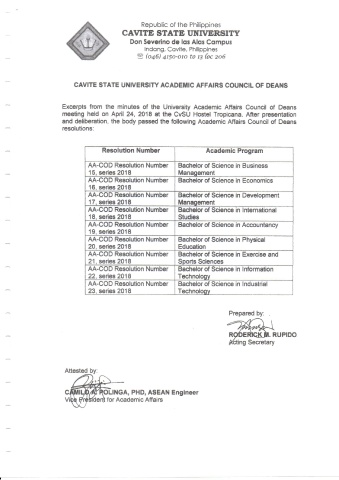 Republic of the Philippines
CAVITE STATE UNIVERSITY
Don Severino de las Alas Campus
Indang, Cavite, Philippines
☏ (046) 4150-010 to 13 loc 206
CAVITE STATE UNIVERSITY ACADEMIC AFFAIRS COUNCIL OF DEANS
Excerpts from the minutes of the University Academic Affairs Council of Deans
meeting held on April 24, 2018 at the CvSU Hostel Tropicana. After presentation
and deliberation, the body passed the following Academic Affairs Council of Deans
resolutions:
Resolution Number Academic Program
AA-COD Resolution Number Bachelor of Science in Business
15, series 2018 Management
AA-COD Resolution Number Bachelor of Science in Economics
16, series 2018
AA-COD Resolution Number Bachelor of Science in Development
17, series 2018 Management
AA-COD Resolution Number Bachelor of Science in International
18, series 2018 Studies
AA-COD Resolution Number Bachelor of Science in Accountancy
19, series 2018
AA-COD Resolution Number Bachelor of Science in Physical
20, series 2018 Education
AA-COD Resolution Number Bachelor of Science in Exercise and
21, series 2018 Sports Sciences
AA-COD Resolution Number Bachelor of Science in Information
22, series 2018 Technology
AA-COD Resolution Number Bachelor of Science in Industrial
23, series 2018 Technology
Prepared by:
RODERICK M. RUPIDO
Acting Secretary
Attested by:
CAMILO A. POLINGA, PHD, ASEAN Engineer
Vice President for Academic Affairs